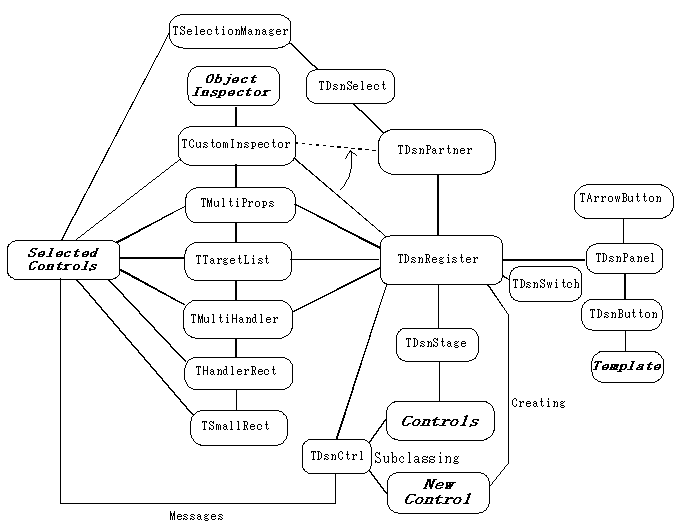 TSelectionManager
Object
Inspector
TDsnSelect
TCustomInspector
TDsnPartner
TMultiProps
TArrowButton
Selected
Controls
TTargetList
TDsnRegister
TDsnPanel
TDsnSwitch
TMultiHandler
TDsnButton
TDsnStage
THandlerRect
Template
Creating
TSmallRect
Controls
TDsnCtrl
Subclassing
New
Control
Messages